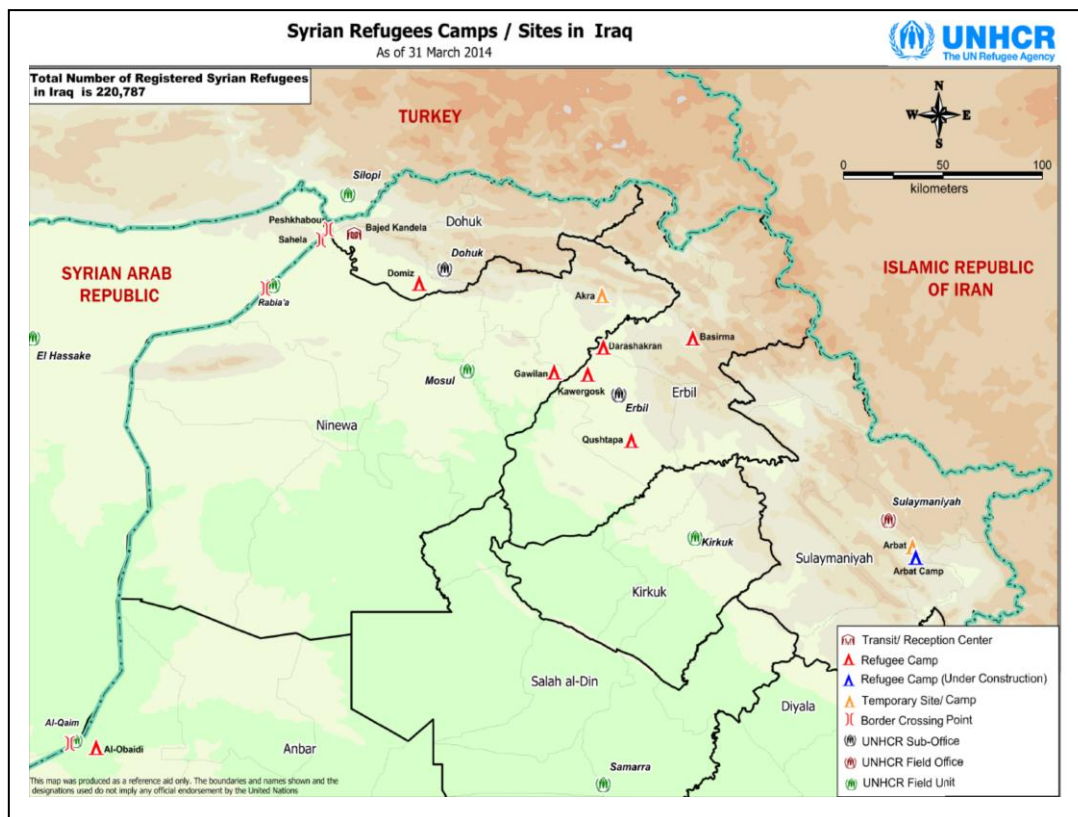 Syrian Refugees Camps / Sites in Iraq
As of 31 March 2014
UNHCR
The UN Refugee Agency
Total Number of Registered Syrian Refugees
in Iraq is 220,787
TURKEY
N
W E
S
0 50 100
kilometers
Silopi
Peshkhabour
Bajed Kandela
Dohuk
Sahela
Dohuk
SYRIAN ARAB
REPUBLIC
Domiz
ISLAMIC REPUBLIC
OF IRAN
Rabia'a
Akra
El Hassake
Basirma
Darashakran
Mosul
Gawilan
Kawergosk
Erbil
Erbil
Ninewa
Qushtapa
Sulaymaniyah
Kirkuk
Arbat
Sulaymaniyah
Arbat Camp
Kirkuk
Salah al-Din
Diyala
Al-Qaim
Al-Obaidi
Anbar
Samarra
Transit/ Reception Center
Refugee Camp
Refugee Camp (Under Construction)
Temporary Site/ Camp
Border Crossing Point
UNHCR Sub-Office
UNHCR Field Office
UNHCR Field Unit
This map was produced as a reference aid only. The boundaries and names shown and the
designations used do not imply any official endorsement by the United Nations